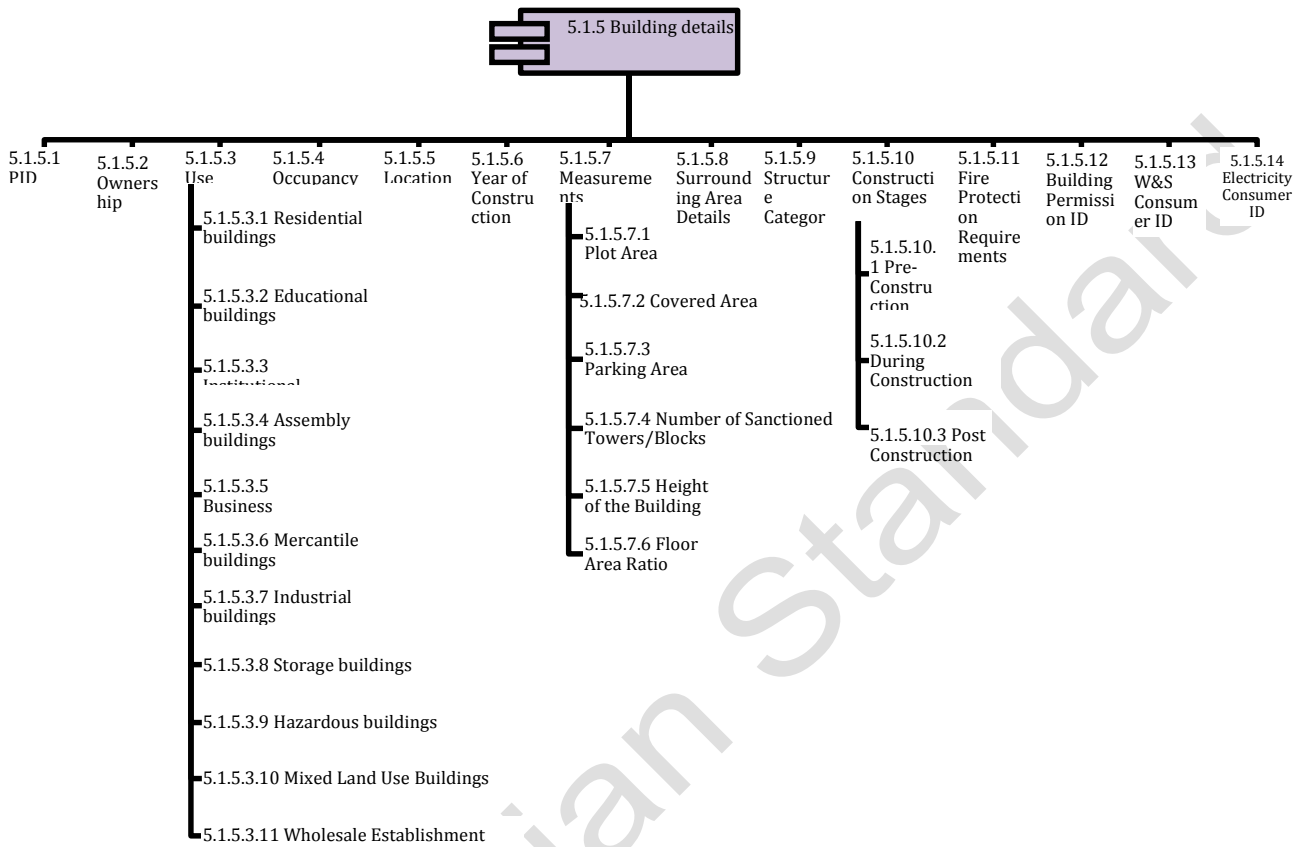 5.1.5 Building details
5.1.5.1
PID
5.1.5.2
Owners
hip
5.1.5.3
Use
5.1.5.3.1 Residential
buildings
5.1.5.3.2 Educational
buildings
5.1.5.3.3
Institutional
5.1.5.3.4 Assembly
buildings
5.1.5.3.5
Business
5.1.5.3.6 Mercantile
buildings
5.1.5.3.7 Industrial
buildings
5.1.5.3.8 Storage buildings
5.1.5.3.9 Hazardous buildings
5.1.5.3.10 Mixed Land Use Buildings
5.1.5.3.11 Wholesale Establishment
5.1.5.4
Occupancy
5.1.5.5
Location
5.1.5.6
Year of
Constru
ction
5.1.5.7
Measureme
nts
5.1.5.7.1
Plot Area
5.1.5.7.2 Covered Area
5.1.5.7.3
Parking Area
5.1.5.7.4 Number of Sanctioned
Towers/Blocks
5.1.5.7.5 Height
of the Building
5.1.5.7.6 Floor
Area Ratio
5.1.5.8
Surround
ing Area
Details
5.1.5.9
Structur
e
Categor
5.1.5.10
Constructi
on Stages
5.1.5.10.
1 Pre-
Constru
ction
5.1.5.10.2
During
Construction
5.1.5.10.3 Post
Construction
5.1.5.11
Fire
Protecti
on
Require
ments
5.1.5.12
Building
Permissi
on ID
5.1.5.13
W&S
Consum
er ID
5.1.5.14
Electricity
Consumer
ID
ian Standard